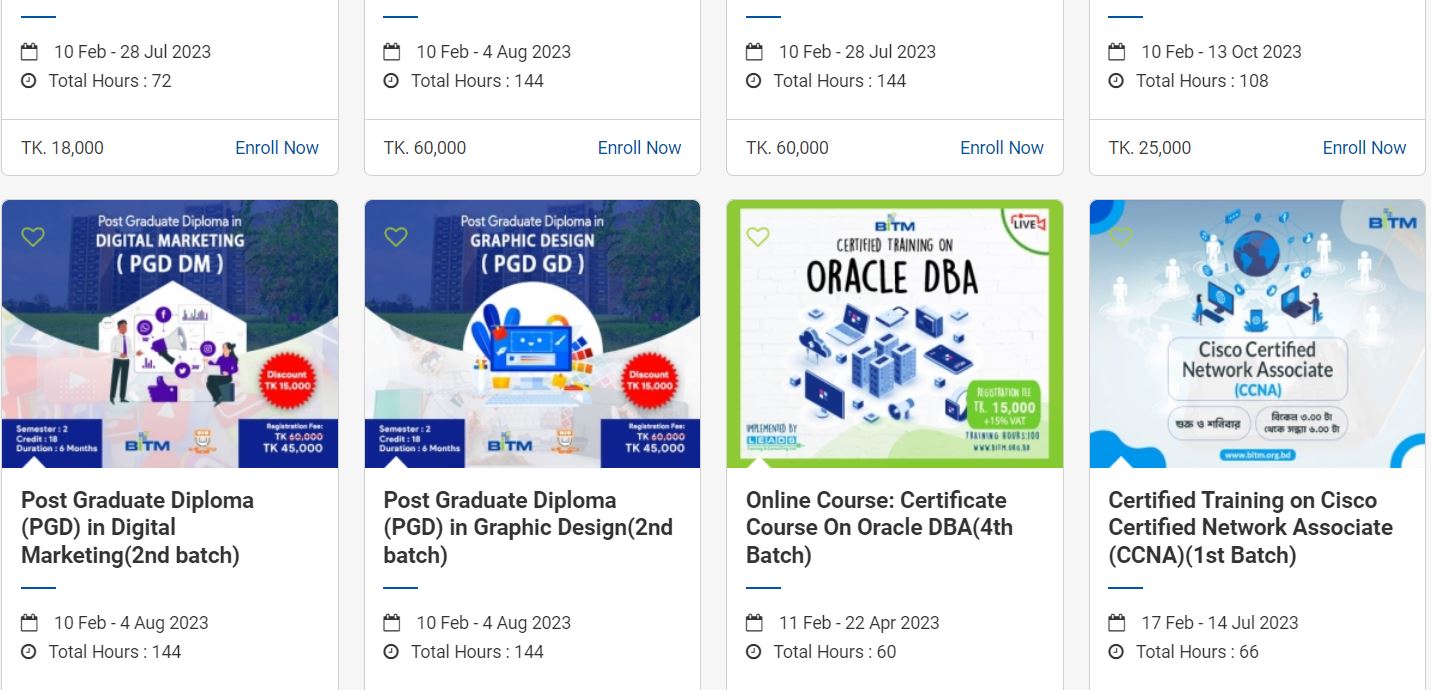 10 Feb - 28 Jul 2023
Total Hours : 72
TK. 18,000
Enroll Now
10 Feb - 4 Aug 2023
Total Hours : 144
TK. 60,000
Enroll Now
10 Feb - 28 Jul 2023
Total Hours : 144
TK. 60,000
Enroll Now
10 Feb - 13 Oct 2023
Total Hours : 108
TK. 25,000
Enroll Now
Post Graduate Diploma in
DIGITAL MARKETING
( PGD DM )
Discount
TK 15,000
Semester : 2
Credit : 18
Duration : 6 Months
BITM
Registration Fee:
TK 60,000
TK 45,000
Post Graduate Diploma
(PGD) in Digital
Marketing(2nd batch)
10 Feb - 4 Aug 2023
Total Hours : 144
Post Graduate Diploma in
GRAPHIC DESIGN
( PGD GD )
Discount
TK 15,000
Semester : 2
Credit : 18
Duration : 6 Months
BITM
Registration Fee:
TK 60,000
TK 45,000
Post Graduate Diploma
(PGD) in Graphic Design(2nd
batch)
10 Feb - 4 Aug 2023
Total Hours : 144
BITM
LIVE
CERTIFIED TRAINING ON
ORACLE DBA
REGISTRATION FEE
TK. 15,000
+15% VAT
TRAINING HOURS:100
WWW.BITM.ORG.BD
IMPLEMENTED BY
LEADS
Online Course: Certificate
Course On Oracle DBA(4th
Batch)
11 Feb - 22 Apr 2023
Total Hours : 60
BITM
Cisco Certified
Network Associate
(CCNA)
শুক্র ও শনিবার
বিকেল ৩.০০ টা
থেকে সন্ধ্যা ৬.০০ টা
www.bitm.org.bd
Certified Training on Cisco
Certified Network Associate
(CCNA)(1st Batch)
17 Feb - 14 Jul 2023
Total Hours : 66